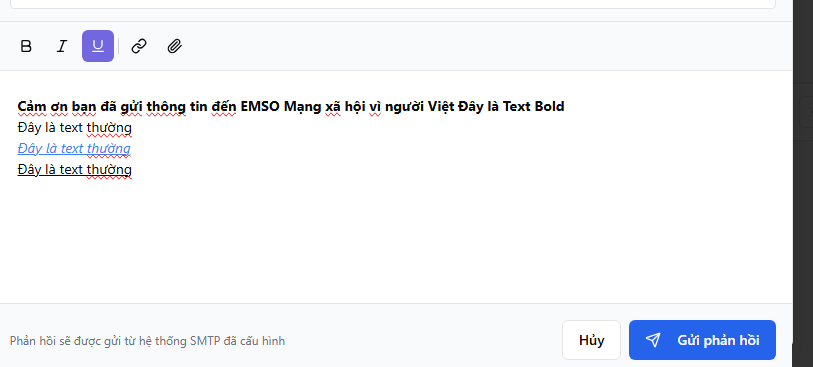 B I U
Cảm ơn bạn đã gửi thông tin đến EMSO Mạng xã hội vì người Việt Đây là Text Bold
Đây là text thường
Đây là text thường
Đây là text thường
Phản hồi sẽ được gửi từ hệ thống SMTP đã cấu hình
Hủy
Gửi phản hồi